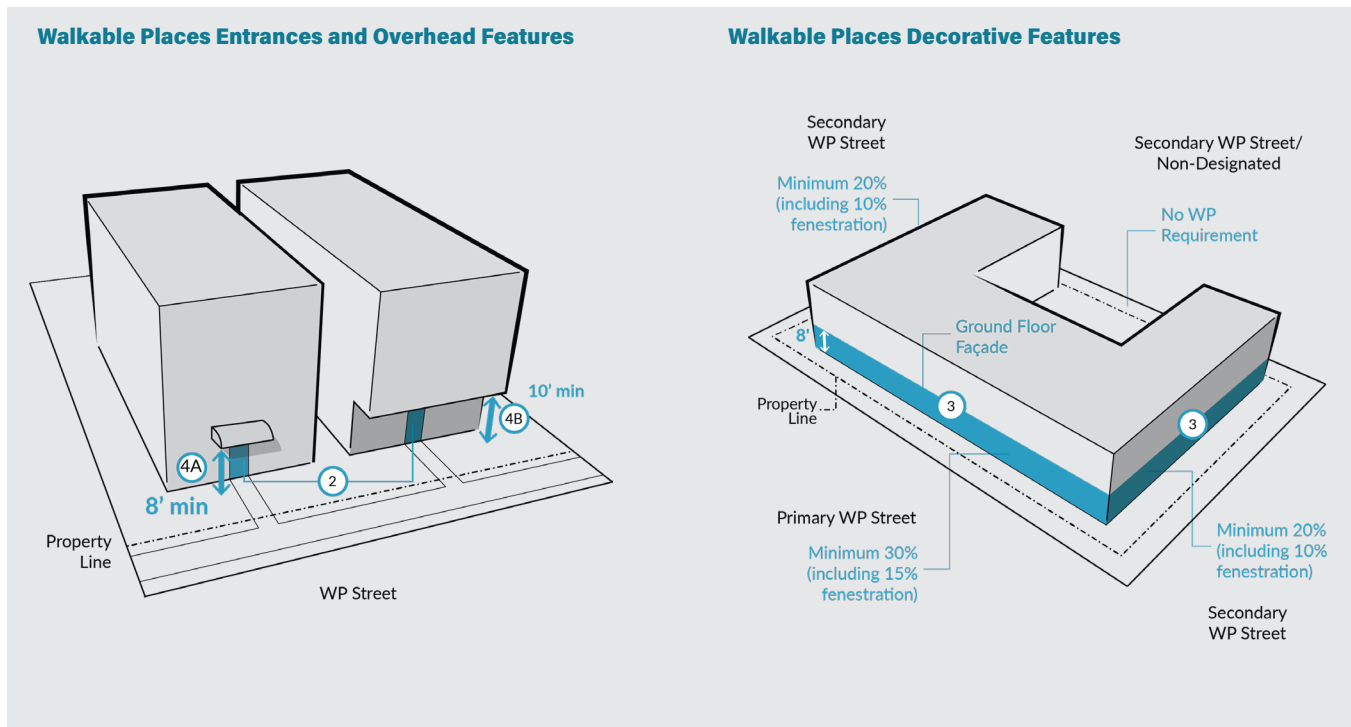 Walkable Places Entrances and Overhead Features
10’ min
4B
4A
2
8’ min
Property
Line
WP Street
Walkable Places Decorative Features
Secondary
WP Street
Secondary WP Street/
Non-Designated
Minimum 20%
(including 10%
fenestration)
No WP
Requirement
8'
Ground Floor
Façade
Property
Line
3
3
Primary WP Street
Minimum 30%
(including 15%
fenestration)
Minimum 20%
(including 10%
fenestration)
Secondary
WP Street